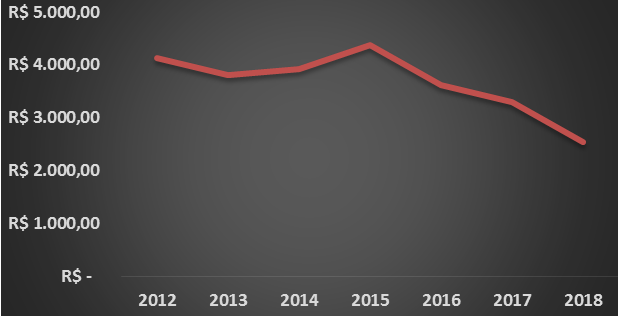 R$ 5.000,00
R$ 4.000,00
R$ 3.000,00
R$ 2.000,00
R$ 1.000,00
R$ -
2012 2013 2014 2015 2016 2017 2018